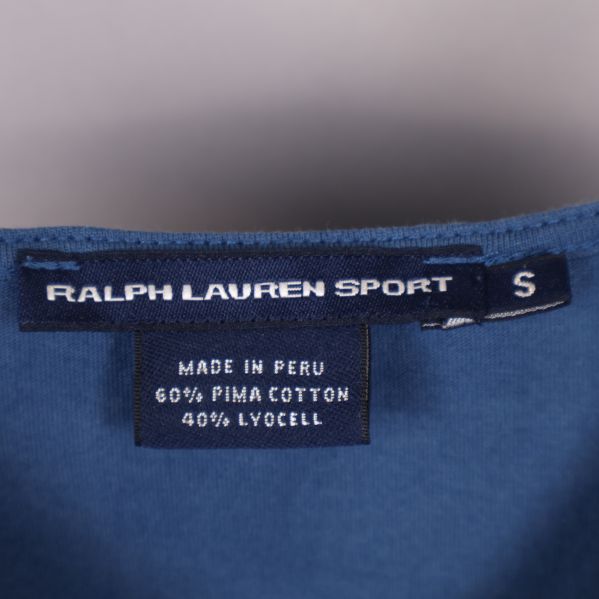 RALPH LAUREN SPORT
S
MADE IN PERU
60% PIMA COTTON
40% LYOCELL